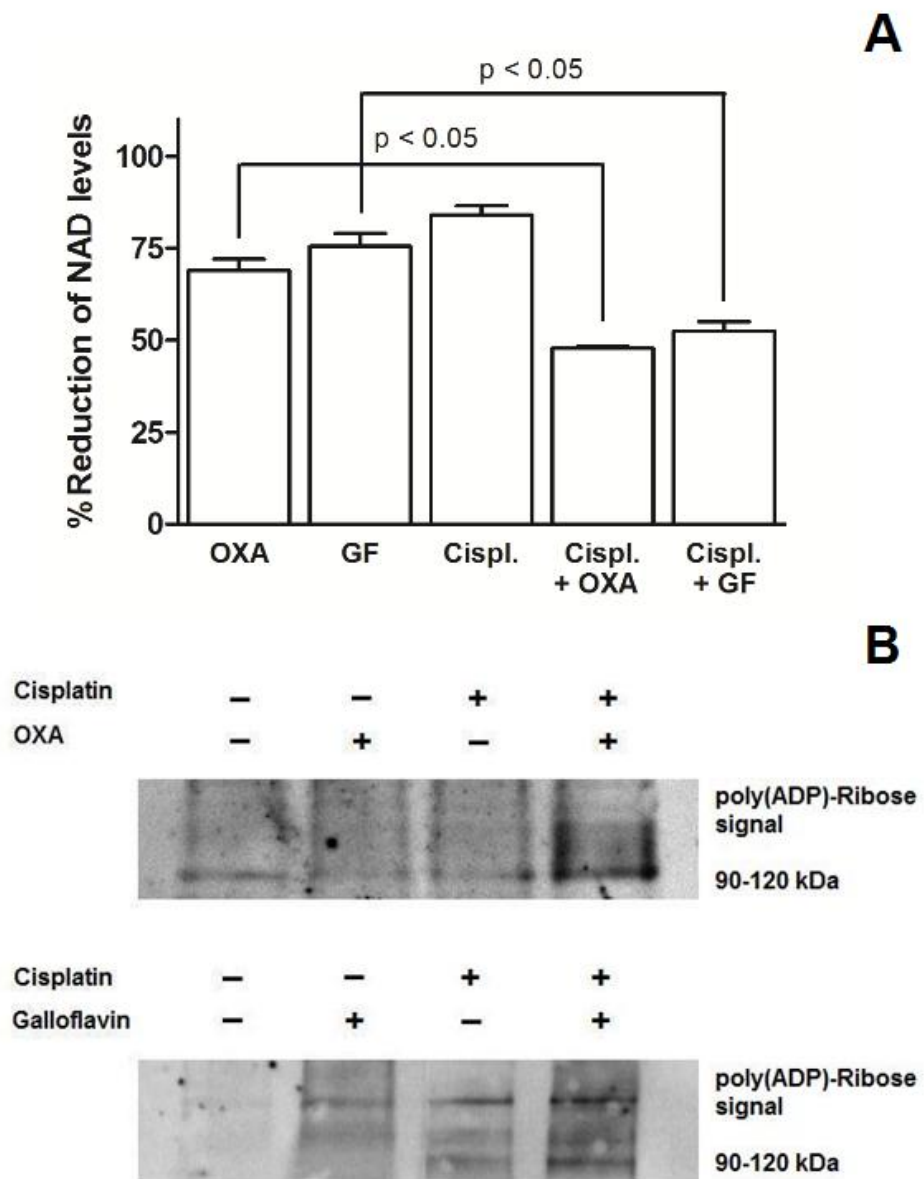 A
p < 0.05
p < 0.05
% Reduction of NAD levels
100
75
50
25
0
OXA GF Cispl. Cispl. Cispl.
+ OXA + GF
B
Cisplatin – – + +
OXA – + – +
poly(ADP)-Ribose
signal
90-120 kDa
Cisplatin – – + +
Galloflavin – + – +
poly(ADP)-Ribose
signal
90-120 kDa